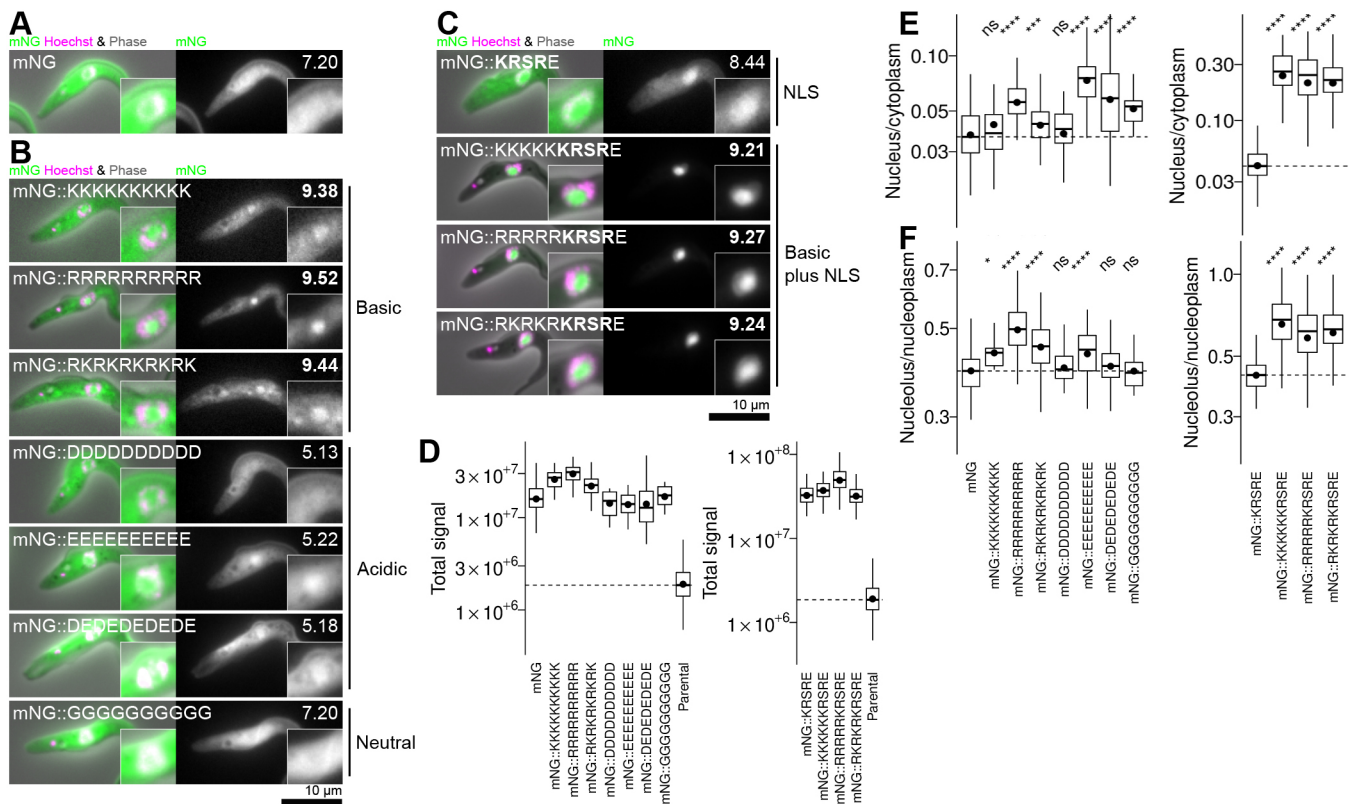 A
mNG Hoechst & Phase mNG
mNG 7.20
B
mNG Hoechst & Phase mNG
mNG::KKKKKKKKKK 9.38
mNG::RRRRRRRRRR 9.52
mNG::RKRKRKRKRK 9.44
Basic
mNG::DDDDDDDDDD 5.13
mNG::EEEEEEEEEE 5.22
mNG::DEDEDEDEDE 5.18
Acidic
mNG::GGGGGGGGGG 7.20
Neutral
10 µm
C
mNG Hoechst & Phase mNG
mNG::KRSRE 8.44
NLS
mNG::KKKKKKRSRE 9.21
mNG::RRRRRKRSRE 9.27
mNG::RKRKRKRSRE 9.24
Basic
plus NLS
10 µm
D
Total signal
3 × 10+7
1 × 10+7
3 × 10+6
1 × 10+6
mNG
mNG::KKKKKKKKKK
mNG::RRRRRRRRRR
mNG::RKRKRKRKRK
mNG::DDDDDDDDDD
mNG::EEEEEEEEEE
mNG::DEDEDEDEDE
mNG::GGGGGGGGGG
Parental
Total signal
1 × 10+8
1 × 10+7
1 × 10+6
mNG::KRSRE
mNG::KKKKKKRSRE
mNG::RRRRRKRSRE
mNG::RKRKRKRSRE
Parental
E
Nucleus/cytoplasm
0.10
0.05
0.03
ns **** *** ns **** **** ****
Nucleus/cytoplasm
0.30
0.10
0.03
**** **** ****
F
Nucleolus/nucleoplasm
0.7
0.5
0.3
* **** **** ns **** ns ns
mNG
mNG::KKKKKKKKKK
mNG::RRRRRRRRRR
mNG::RKRKRKRKRK
mNG::DDDDDDDDDD
mNG::EEEEEEEEEE
mNG::DEDEDEDEDE
mNG::GGGGGGGGGG
Nucleolus/nucleoplasm
1.0
0.5
0.3
**** **** ****
mNG::KRSRE
mNG::KKKKKKRSRE
mNG::RRRRRKRSRE
mNG::RKRKRKRSRE